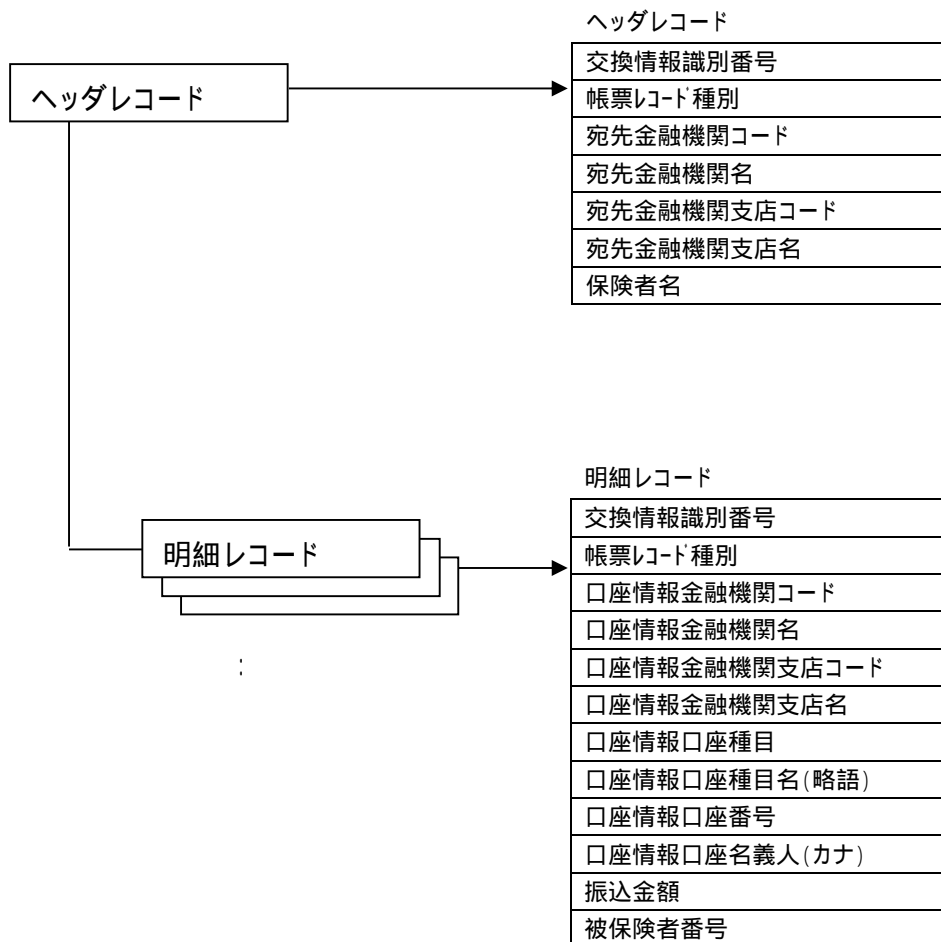 ヘッダレコード
ヘッダレコード
交換情報識別番号
帳票ﾚｺｰﾄﾞ種別
宛先金融機関コード
宛先金融機関名
宛先金融機関支店コード
宛先金融機関支店名
保険者名
明細レコード
明細レコード
:
交換情報識別番号
帳票ﾚｺｰﾄﾞ種別
口座情報金融機関コード
口座情報金融機関名
口座情報金融機関支店コード
口座情報金融機関支店名
口座情報口座種目
口座情報口座種目名(略語)
口座情報口座番号
口座情報口座名義人(カナ)
振込金額
被保険者番号